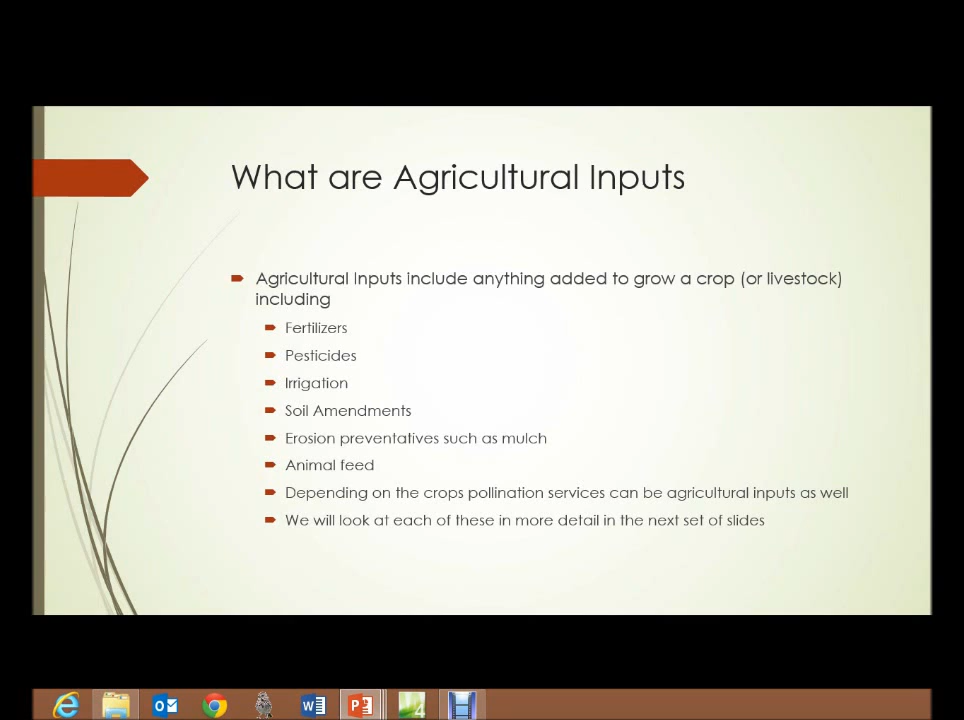 What are Agricultural Inputs
Agricultural Inputs include anything added to grow a crop (or livestock)
including
Fertilizers
Pesticides
Irrigation
Soil Amendments
Erosion preventatives such as mulch
Animal feed
Depending on the crops pollination services can be agricultural inputs as well
We will look at each of these in more detail in the next set of slides